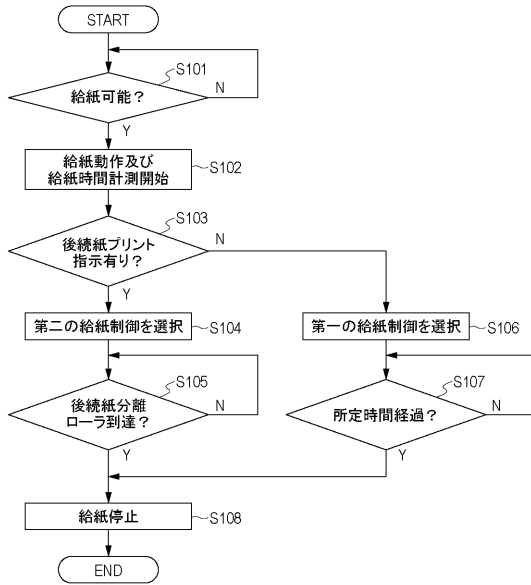 START
S101
給紙可能？
N
Y
給紙動作及び
給紙時間計測開始
S102
S103
後続紙プリント
指示有り？
N
Y
第二の給紙制御を選択
S104
第一の給紙制御を選択
S106
S105
後続紙分離
ローラ到達？
N
Y
S107
所定時間経過？
N
Y
給紙停止
S108
END